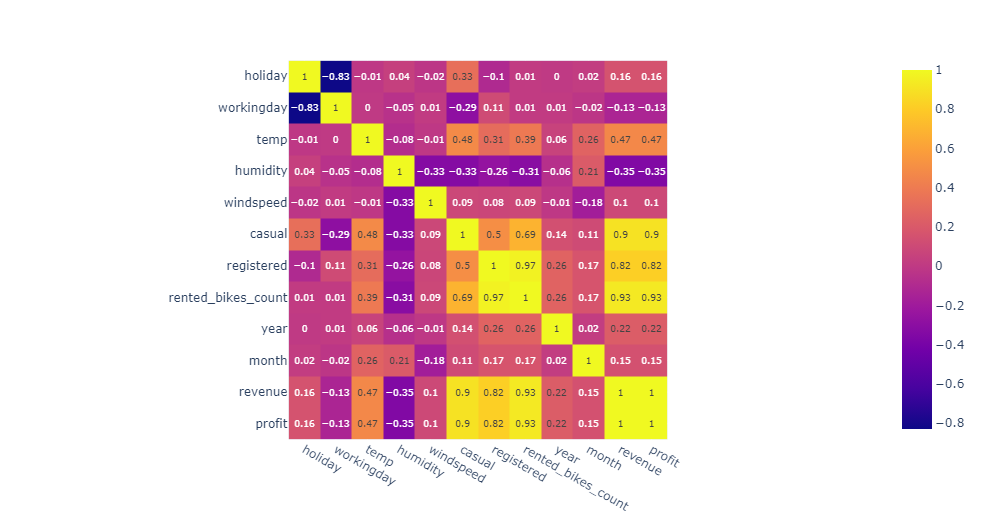 holiday 1 −0.83 −0.01 0.04 −0.02 0.33 −0.1 0.01 0 0.02 0.16 0.16
workingday −0.83 1 0 −0.05 0.01 −0.29 0.11 0.01 0.01 −0.02 −0.13 −0.13
temp −0.01 0 1 −0.08 −0.01 0.48 0.31 0.39 0.06 0.26 0.47 0.47
humidity 0.04 −0.05 −0.08 1 −0.33 −0.33 −0.26 −0.31 −0.06 0.21 −0.35 −0.35
windspeed −0.02 0.01 −0.01 −0.33 1 0.09 0.08 0.09 −0.01 −0.18 0.1 0.1
casual 0.33 −0.29 0.48 −0.33 0.09 1 0.5 0.69 0.14 0.11 0.9 0.9
registered −0.1 0.11 0.31 −0.26 0.08 0.5 1 0.97 0.26 0.17 0.82 0.82
rented_bikes_count 0.01 0.01 0.39 −0.31 0.09 0.69 0.97 1 0.26 0.17 0.93 0.93
year 0 0.01 0.06 −0.06 −0.01 0.14 0.26 0.26 1 0.02 0.22 0.22
month 0.02 −0.02 0.26 0.21 −0.18 0.11 0.17 0.17 0.02 1 0.15 0.15
revenue 0.16 −0.13 0.47 −0.35 0.1 0.9 0.82 0.93 0.22 0.15 1 1
profit 0.16 −0.13 0.47 −0.35 0.1 0.9 0.82 0.93 0.22 0.15 1 1
holiday workingday temp humidity windspeed casual registered rented_bikes_count year month revenue profit
1
0.8
0.6
0.4
0.2
0
−0.2
−0.4
−0.6
−0.8